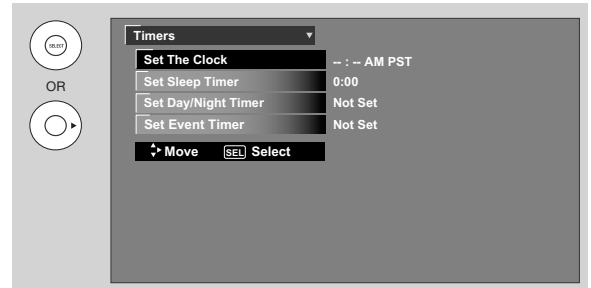 SELECT
OR
Timers
Set The Clock -- : -- AM PST
Set Sleep Timer 0:00
Set Day/Night Timer Not Set
Set Event Timer Not Set
Move SEL Select